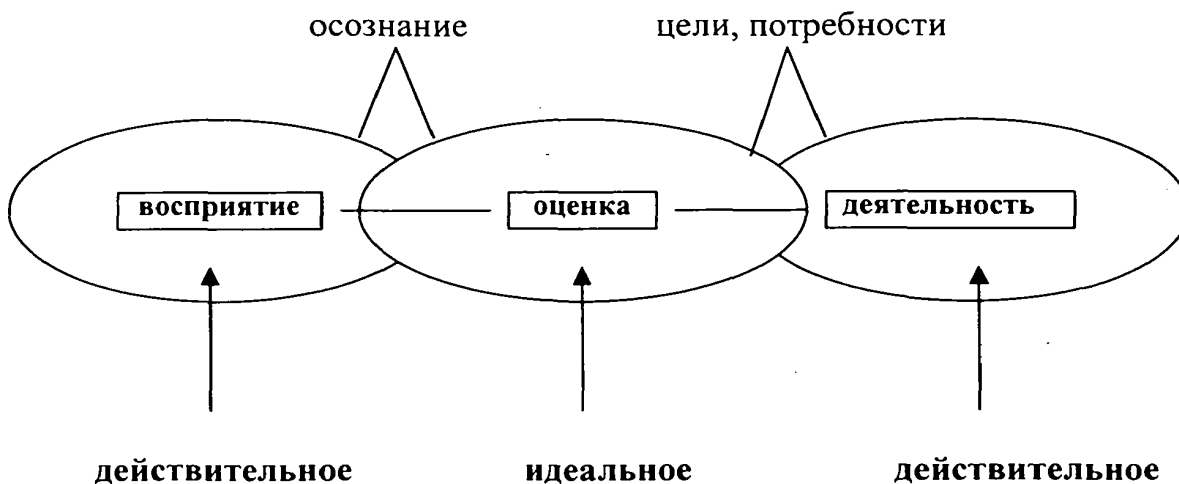 осознание цели, потребности
восприятие оценка деятельность
действительное идеальное действительное